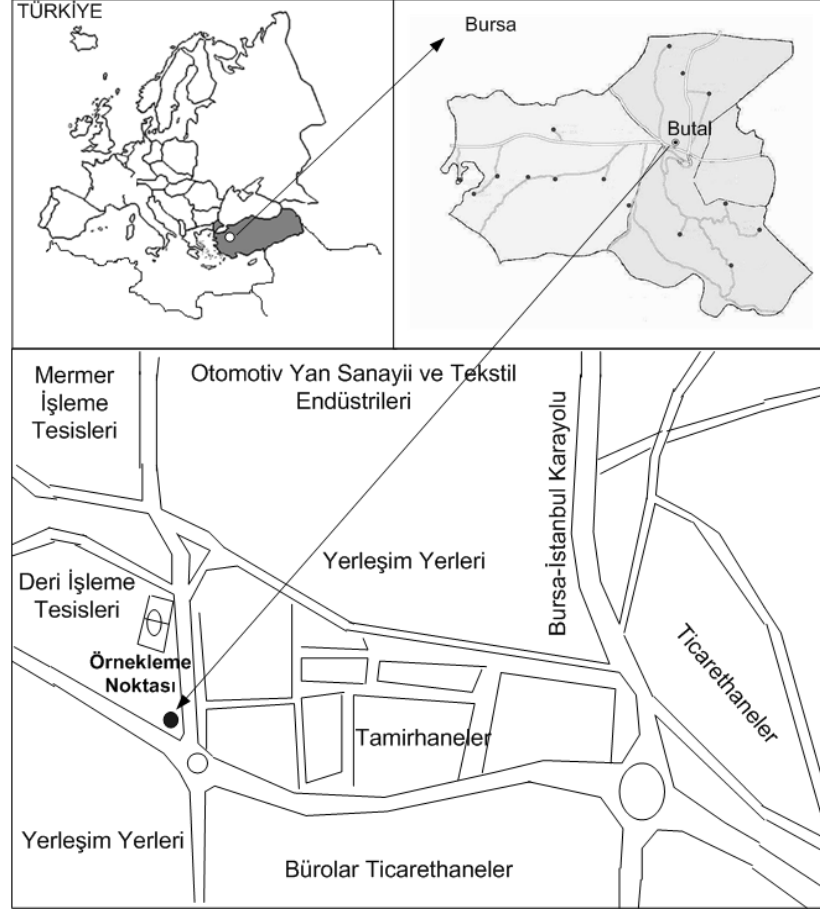 TÜRKİYE
Bursa
Butal
Mermer
İşleme
Tesisleri
Otomotiv Yan Sanayii ve Tekstil
Endüstrileri
Bursa-İstanbul Karayolu
Yerleşim Yerleri
Deri İşleme
Tesisleri
Örnekleme
Noktası
Ticarethaneler
Tamirhaneler
Yerleşim Yerleri
Bürolar Ticarethaneler